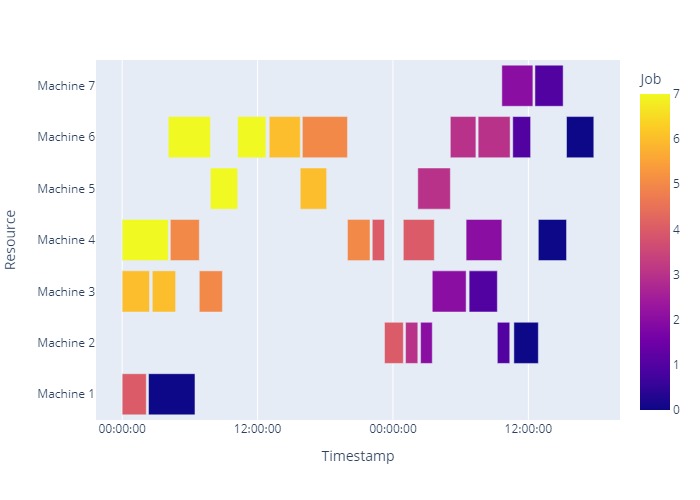 Job
Machine 7
Machine 6
Machine 5
Machine 4
Machine 3
Machine 2
Machine 1
Resource
00:00:00 12:00:00 00:00:00 12:00:00
Timestamp
7
6
5
4
3
2
1
0